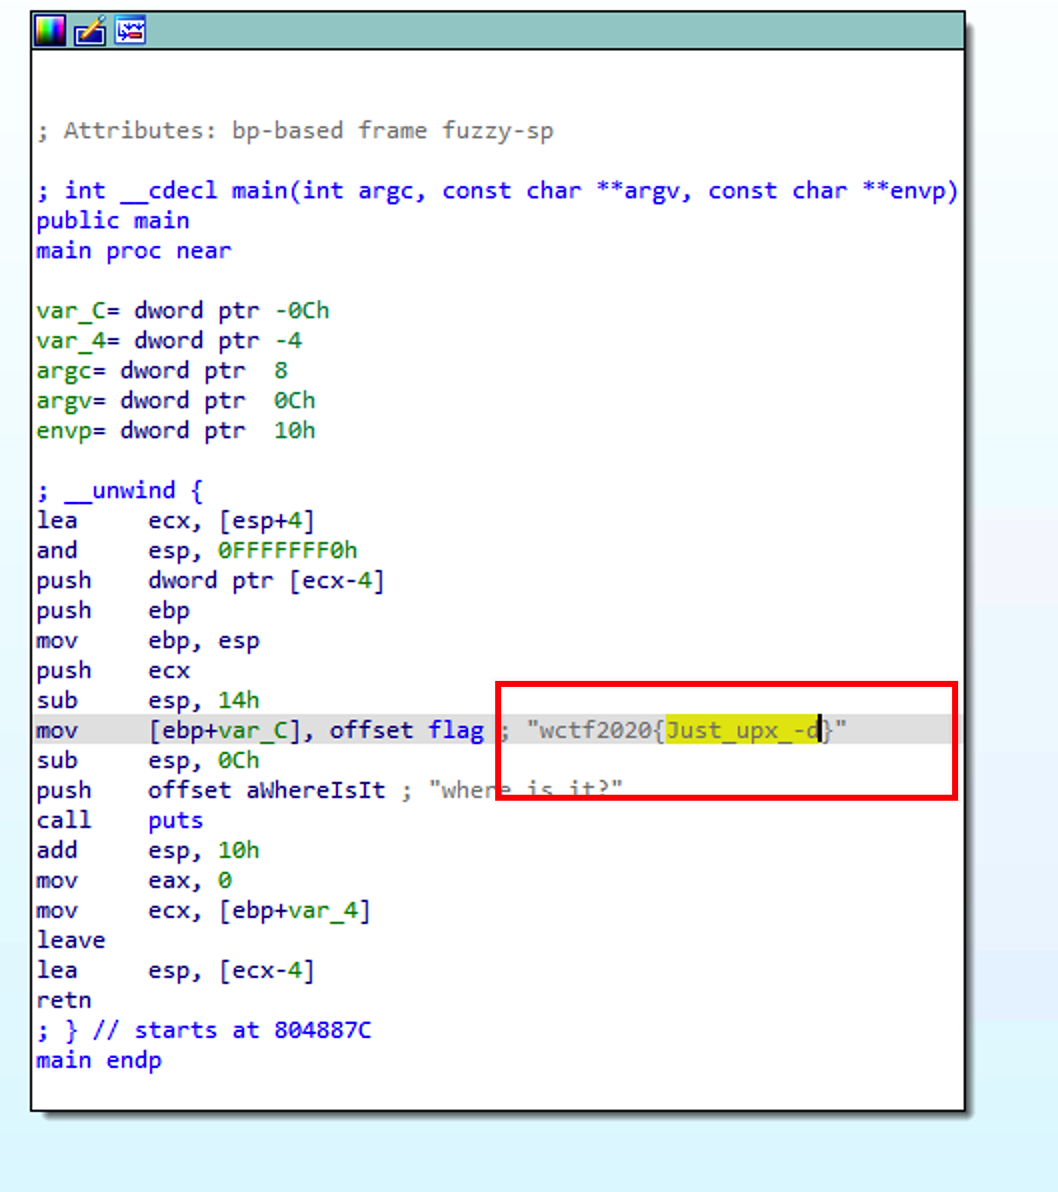 ; Attributes: bp-based frame fuzzy-sp
; int __cdecl main(int argc, const char **argv, const char **envp)
public main
main proc near
var_C= dword ptr -0Ch
var_4= dword ptr -4
argc= dword ptr  8
argv= dword ptr  0Ch
envp= dword ptr  10h
; __unwind {
lea     ecx, [esp+4]
and     esp, 0FFFFFFF0h
push    dword ptr [ecx-4]
push    ebp
mov     ebp, esp
push    ecx
sub     esp, 14h
mov     [ebp+var_C], offset flag ; "wctf2020{Just_upx_-d}"
sub     esp, 0Ch
push    offset aWhereIsIt ; "where is it?"
call    puts
add     esp, 10h
mov     eax, 0
mov     ecx, [ebp+var_4]
leave
lea     esp, [ecx-4]
retn
; } // starts at 804887C
main endp